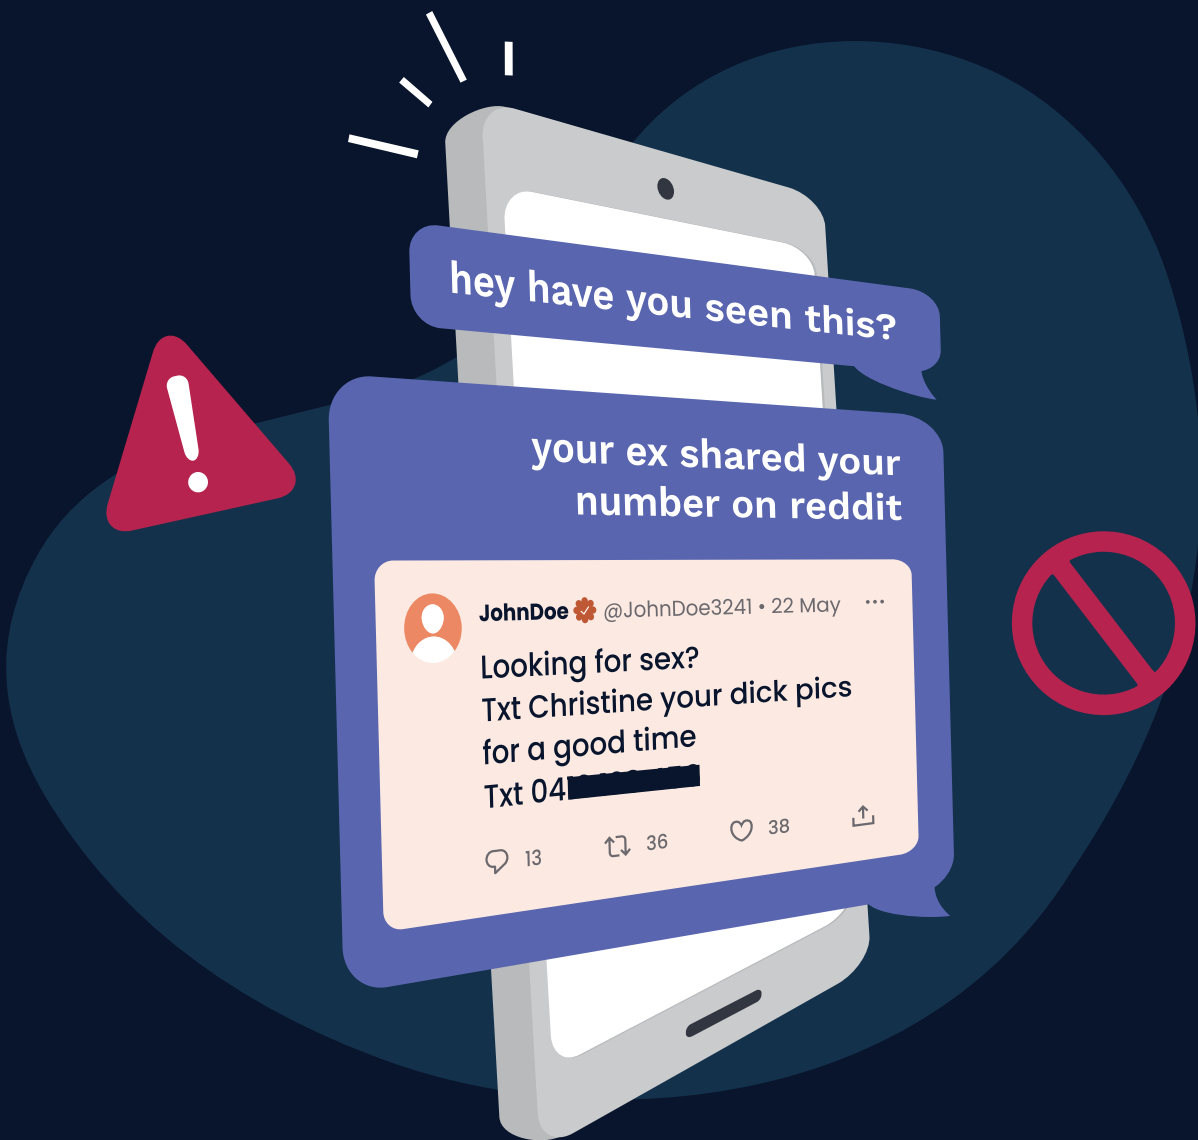 hey have you seen this?
your ex shared your
number on reddit
JohnDoe @JohnDoe3241 • 22 May ...
Looking for sex?
Txt Christine your dick pics
for a good time
Txt 04
13 36 38